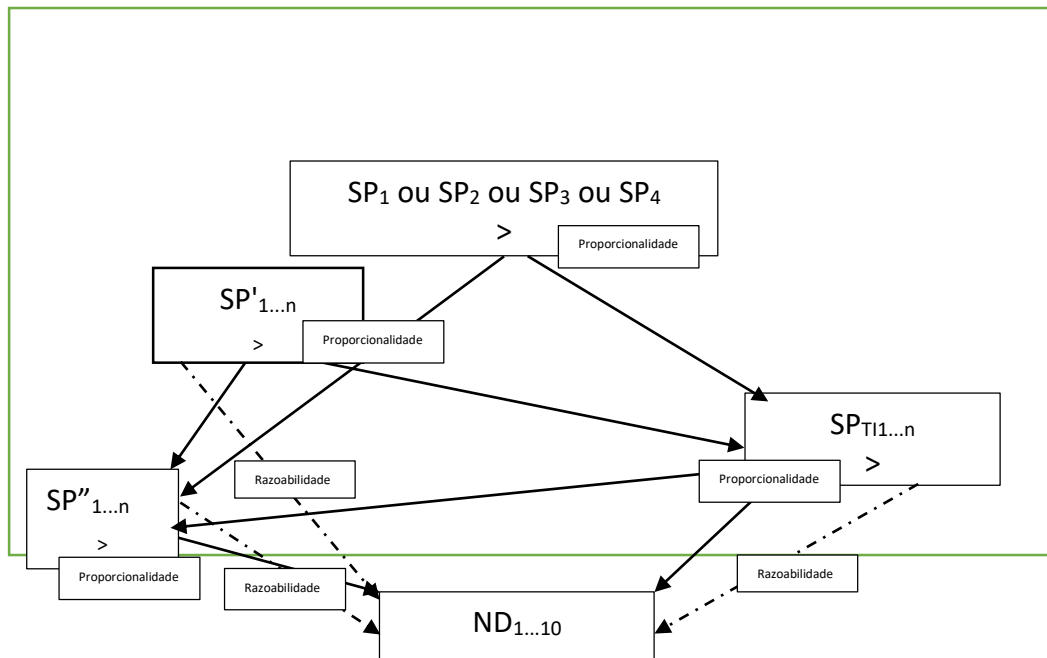 SP₁ ou SP₂ ou SP₃ ou SP₄
>
Proporcionalidade
SP'₁...ₙ
>
Proporcionalidade
SP_TI1...n
>
Proporcionalidade
Razoabilidade
SP”₁...ₙ
>
Proporcionalidade
Razoabilidade
Razoabilidade
ND₁...₁₀